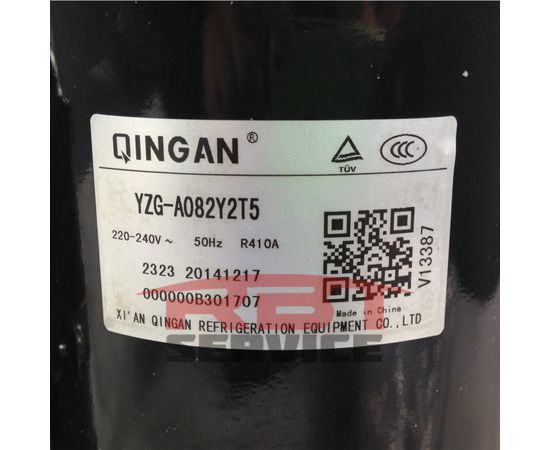 QINGAN®
TÜV
CCC
YZG-A082Y2T5
220-240V~ 50Hz R410A
2323 20141217
000000B301707
V13387
Made in China
XI'AN QINGAN REFRIGERATION EQUIPMENT CO.,LTD
RBT
SERVICE